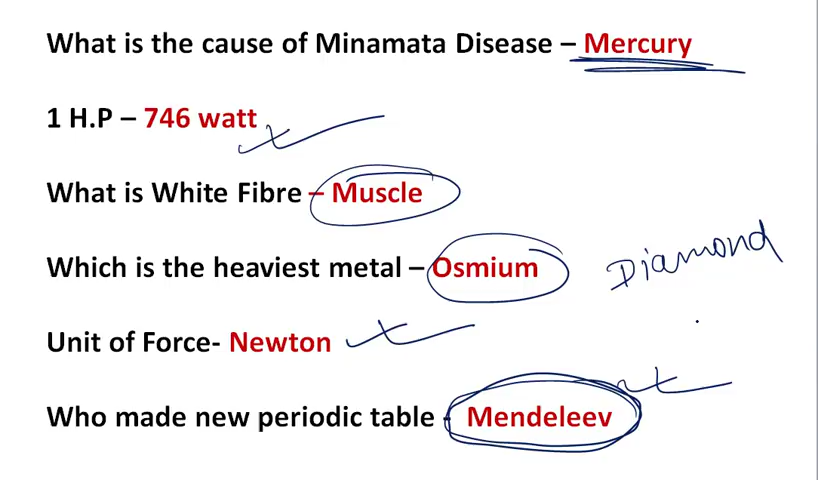 What is the cause of Minamata Disease – Mercury
1 H.P – 746 watt
What is White Fibre – Muscle
Which is the heaviest metal – Osmium
Diamond
Unit of Force- Newton
Who made new periodic table - Mendeleev